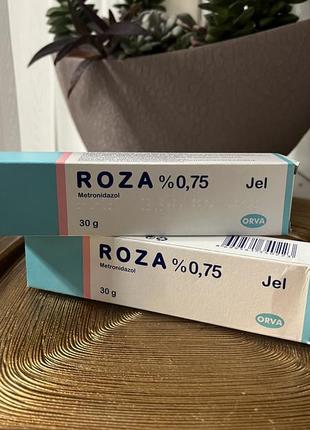 ROZA %0,75 Jel
Metronidazol
30 g
ORVA
ROZA %0,75 Jel
Metronidazol
30 g
ORVA